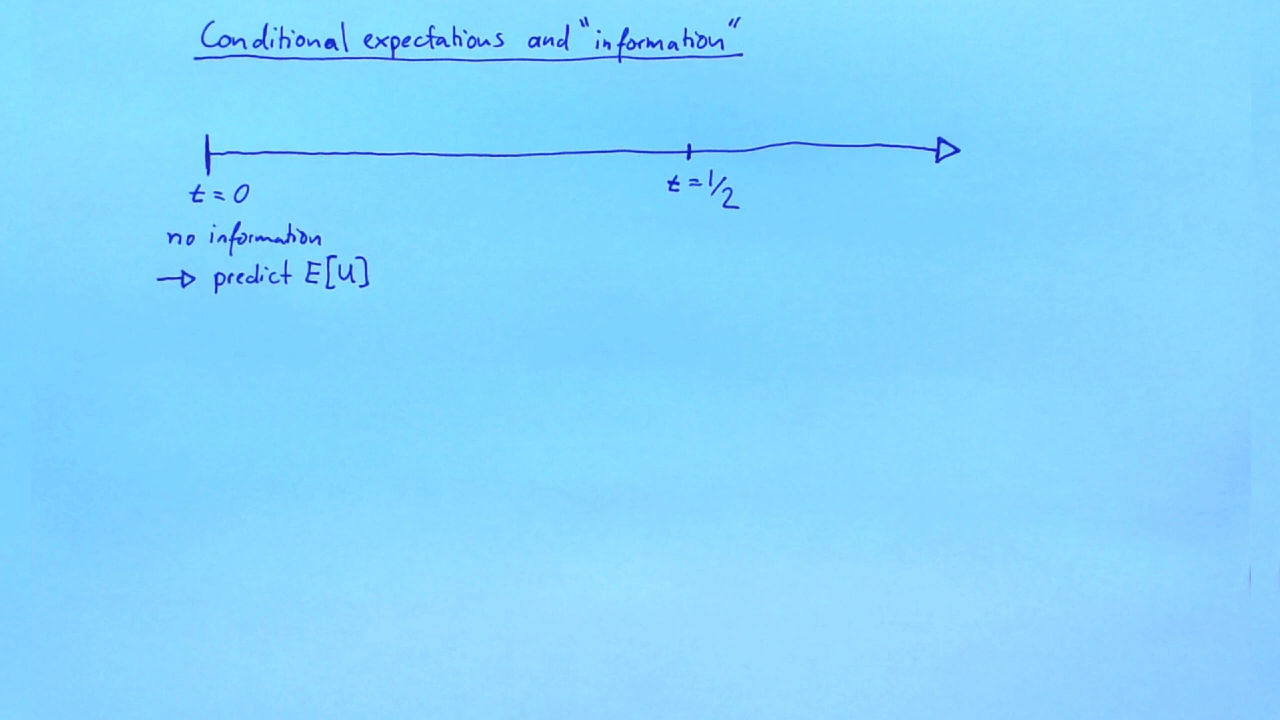 Conditional expectations and "information"
t = 0
t = 1/2
no information
→ predict E[U]